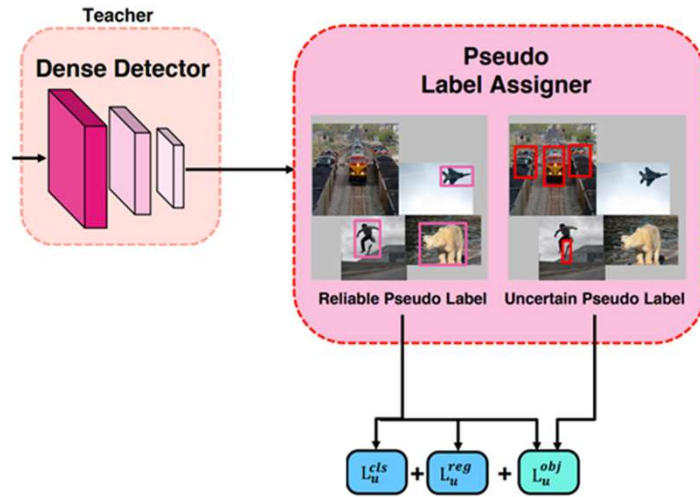 Teacher
Dense Detector
Pseudo
Label Assigner
Reliable Pseudo Label
Uncertain Pseudo Label
L_u^{cls} + L_u^{reg} + L_u^{obj}